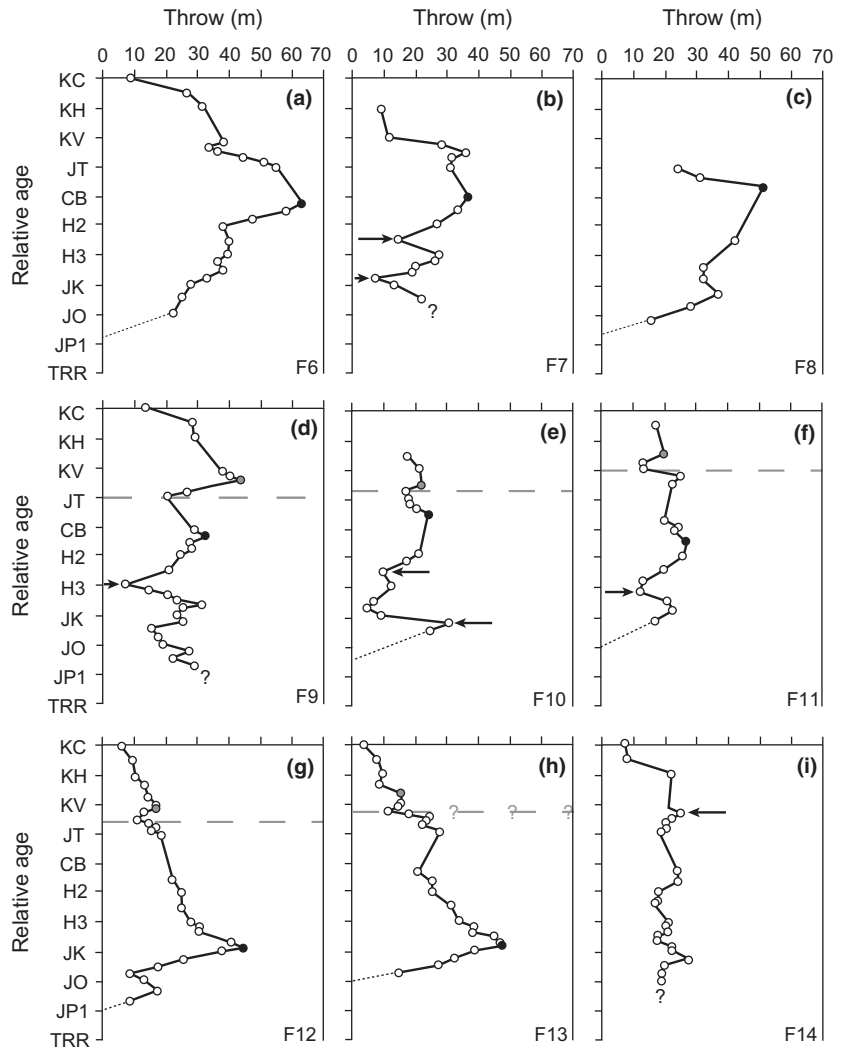 Throw (m) Throw (m) Throw (m)
0 10 20 30 40 50 60 70 0 10 20 30 40 50 60 70 0 10 20 30 40 50 60 70
Relative age
KC
KH
KV
JT
CB
H2
H3
JK
JO
JP1
TRR
(a)
F6
(b)
?
F7
(c)
F8
Relative age
KC
KH
KV
JT
CB
H2
H3
JK
JO
JP1
TRR
(d)
?
F9
(e)
F10
(f)
F11
Relative age
KC
KH
KV
JT
CB
H2
H3
JK
JO
JP1
TRR
(g)
F12
(h)
? ? ?
F13
(i)
?
F14